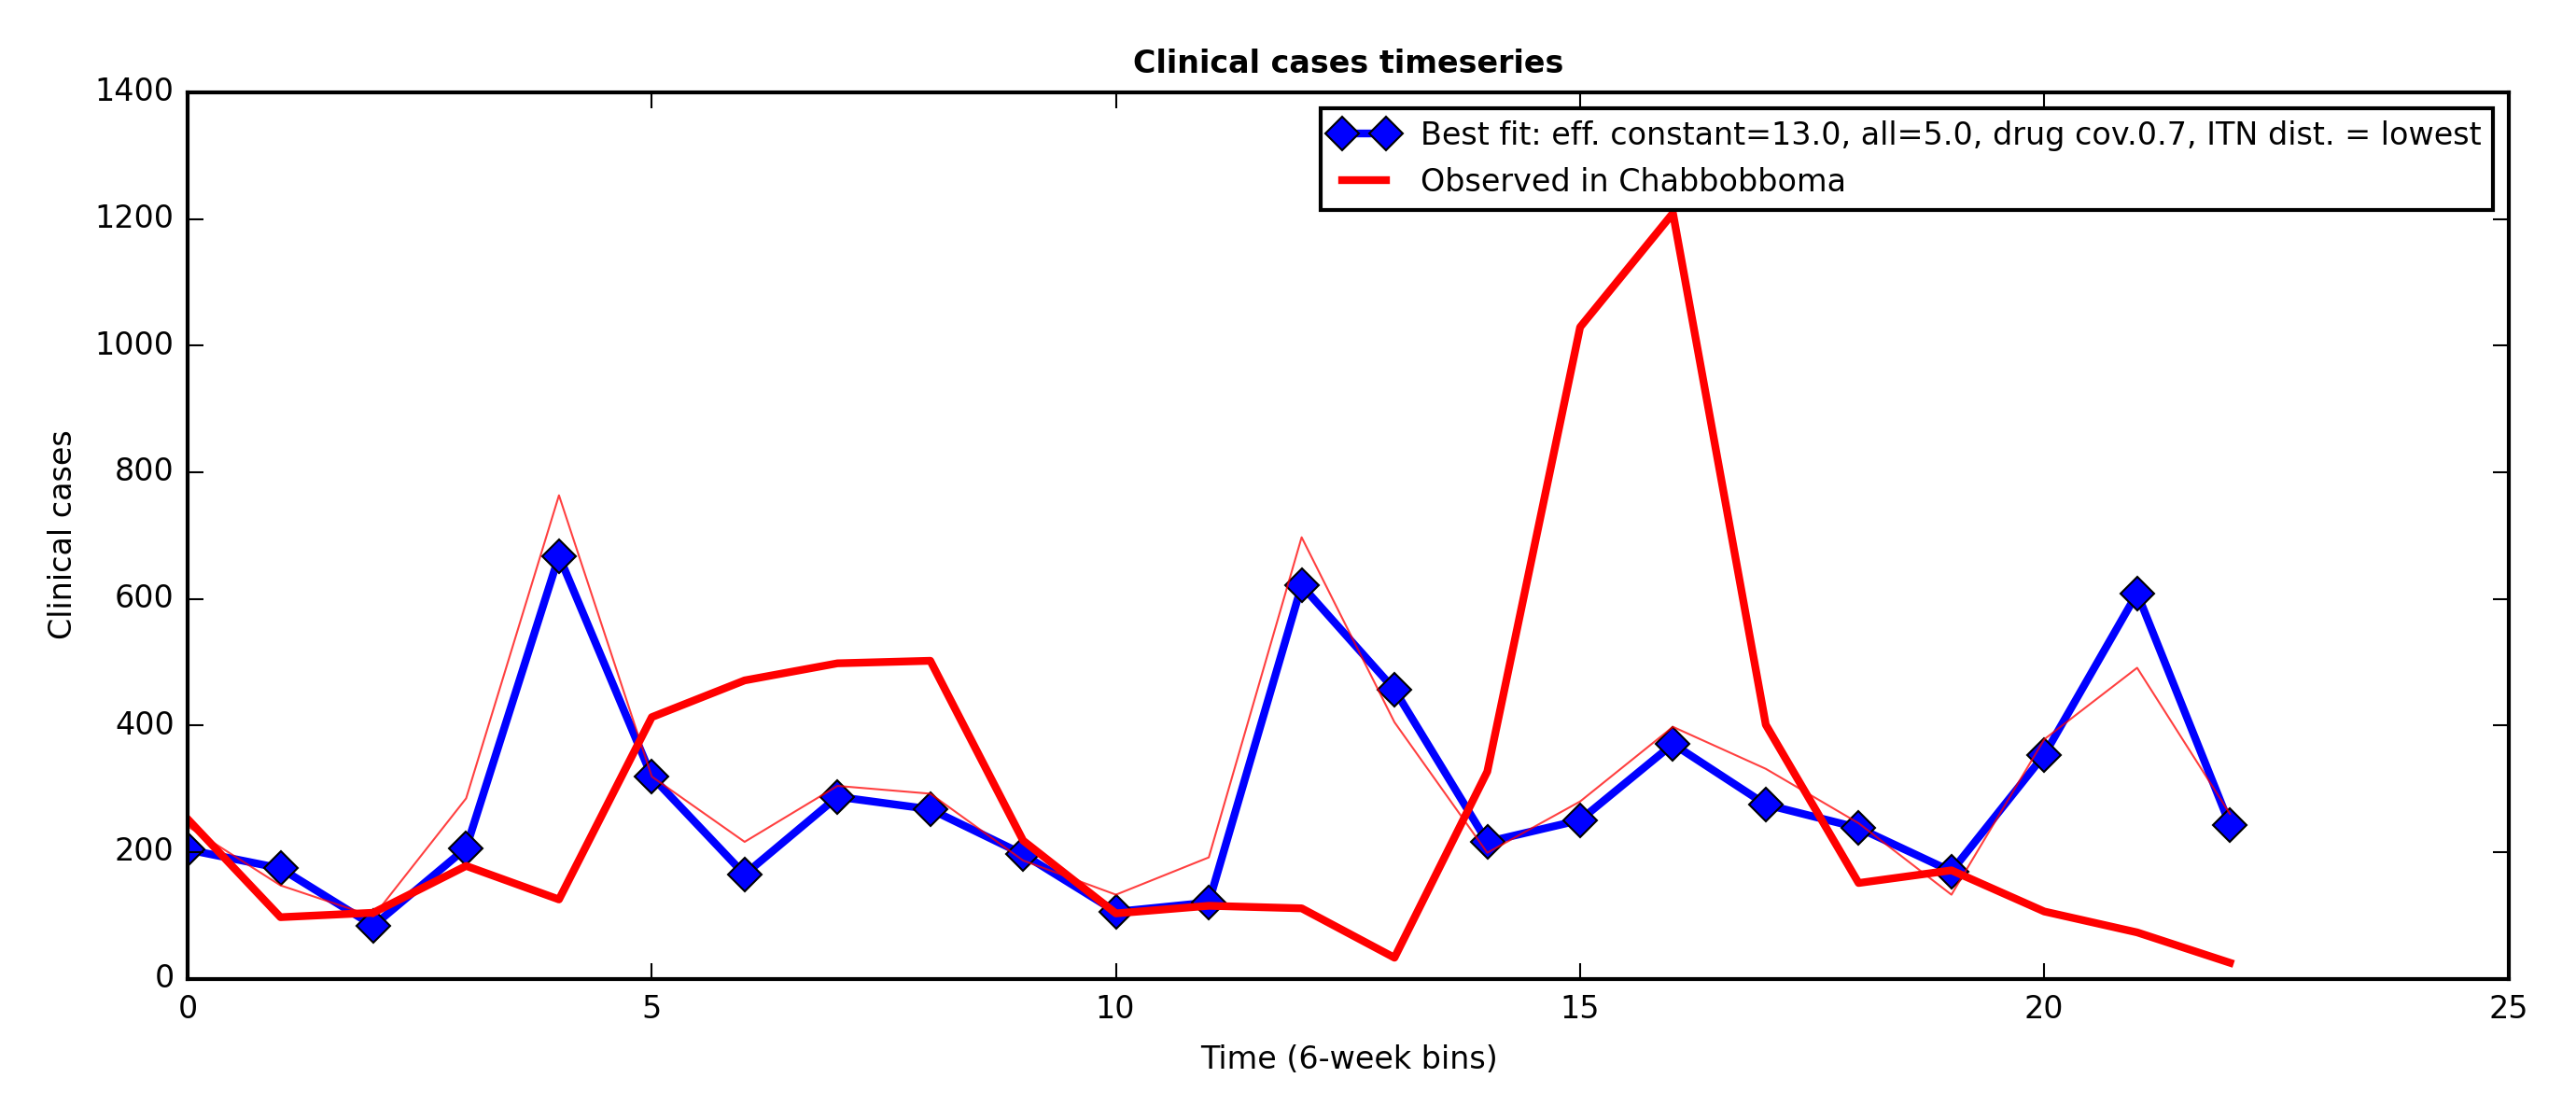 Clinical cases timeseries
1400
1200
1000
800
600
400
200
0
Clinical cases
Best fit: eff. constant=13.0, all=5.0, drug cov.0.7, ITN dist. = lowest
Observed in Chabbobboma
0 5 10 15 20 25
Time (6-week bins)